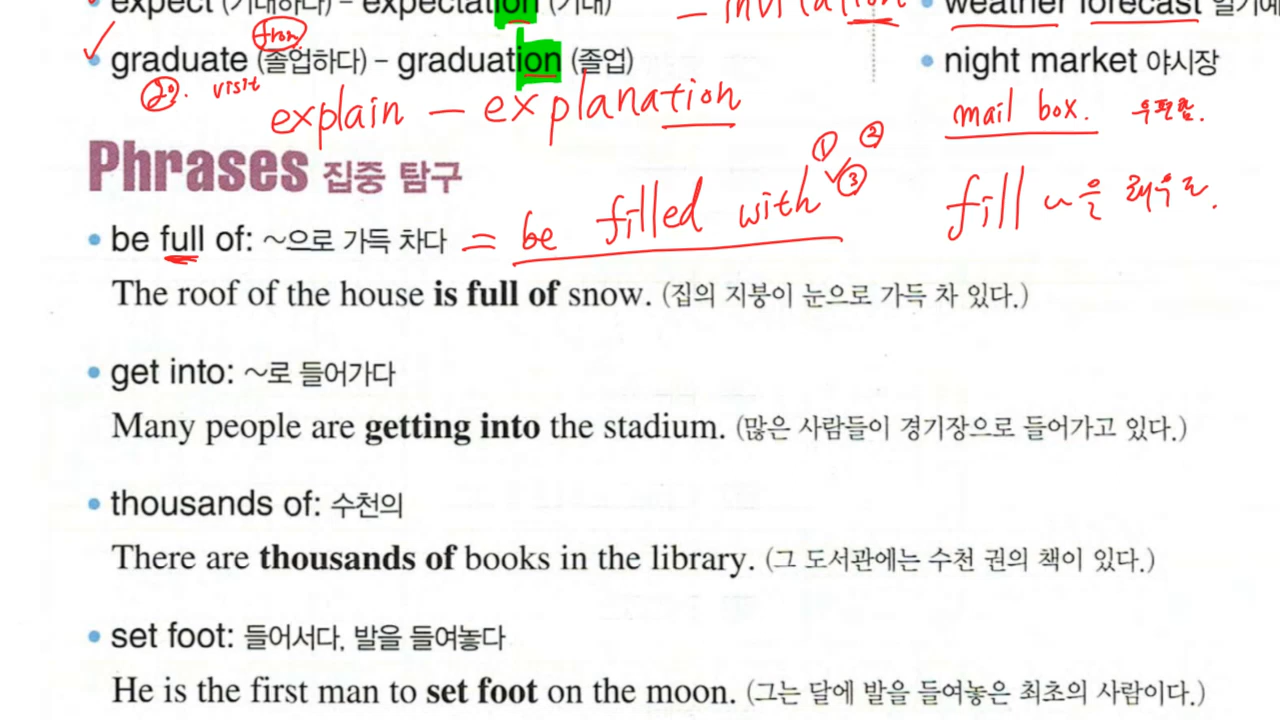 expect (기대하다) – expectation (기대)
– invitation
weather forecast 일기예
from
graduate (졸업하다) – graduation (졸업)
night market 야시장
visit
explain – explanation
mail box. 우편함.
Phrases 집중 탐구
① ② ③
fill ~을 채우다.
be full of: ~으로 가득 차다 = be filled with
The roof of the house is full of snow. (집의 지붕이 눈으로 가득 차 있다.)
get into: ~로 들어가다
Many people are getting into the stadium. (많은 사람들이 경기장으로 들어가고 있다.)
thousands of: 수천의
There are thousands of books in the library. (그 도서관에는 수천 권의 책이 있다.)
set foot: 들어서다, 발을 들여놓다
He is the first man to set foot on the moon. (그는 달에 발을 들여놓은 최초의 사람이다.)